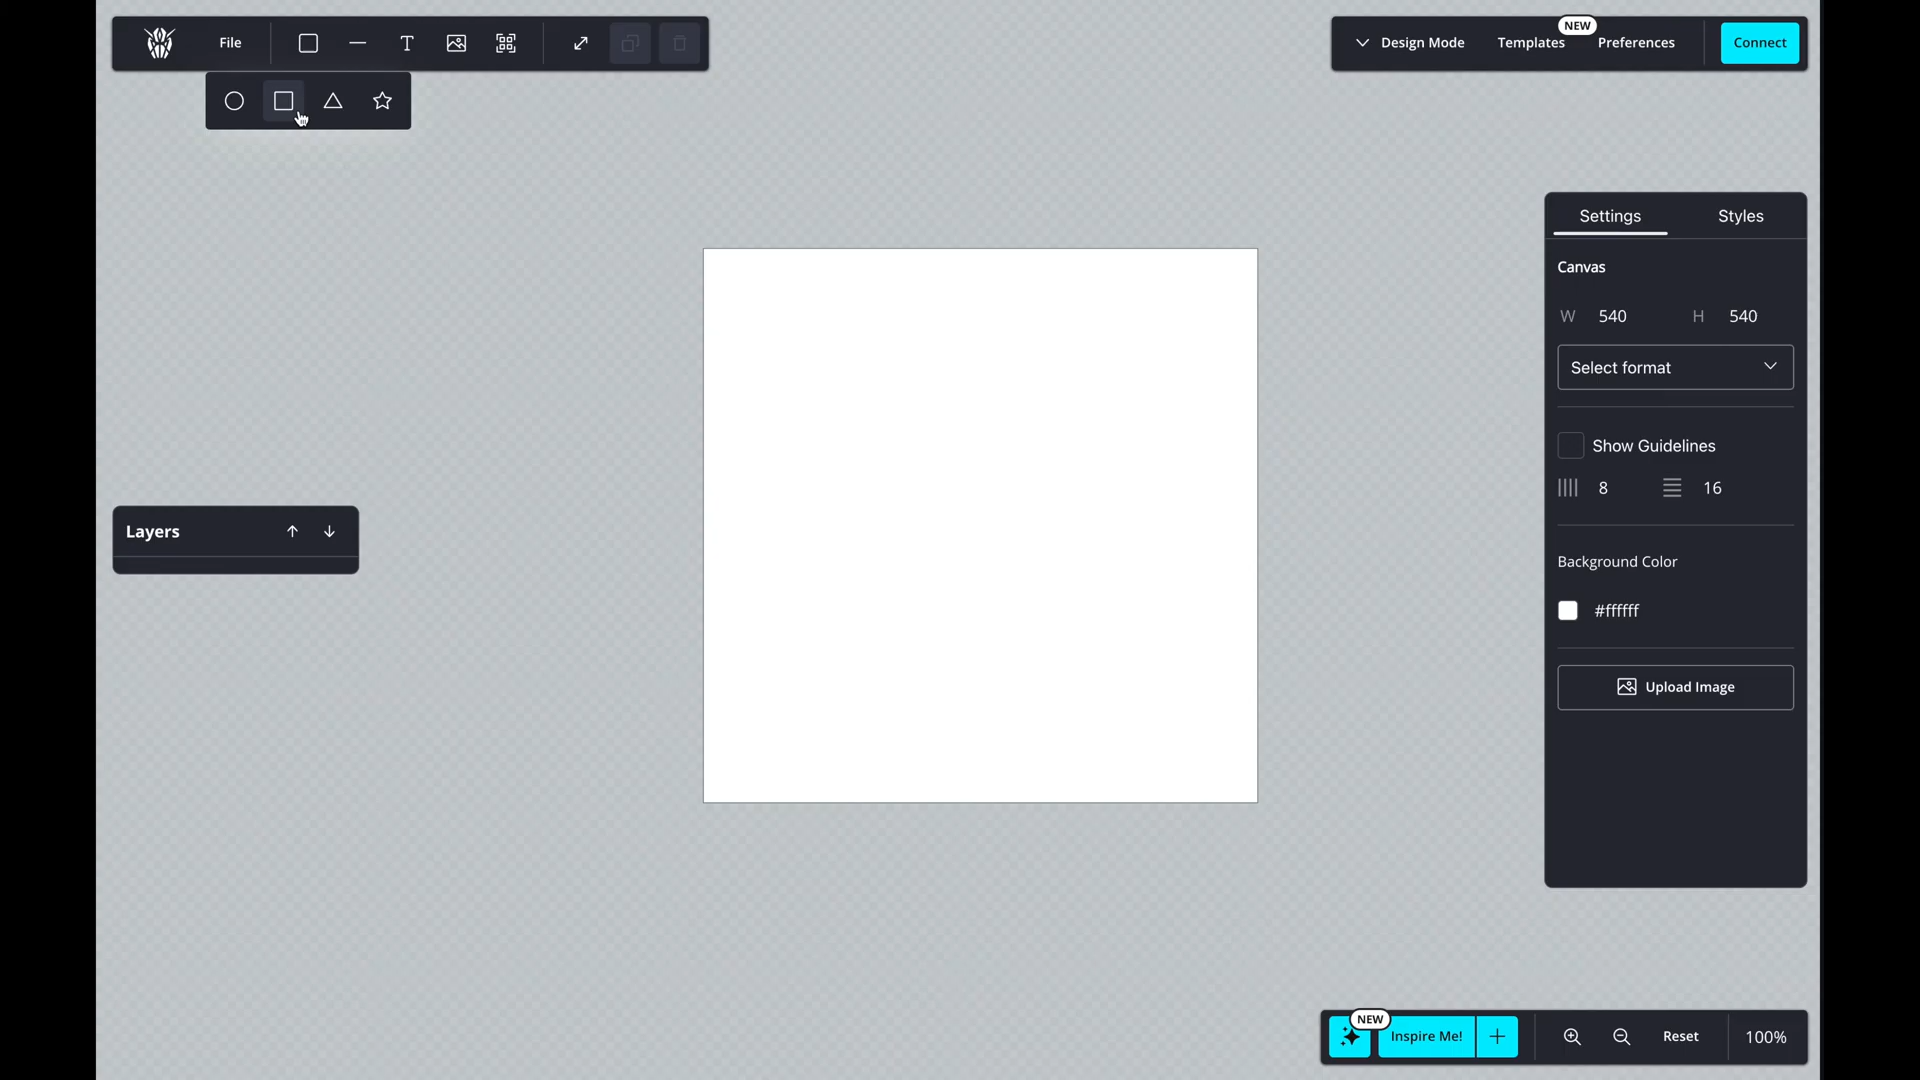 File
Design Mode
Templates
NEW
Preferences
Connect
Settings
Styles
Canvas
W 540
H 540
Select format
Show Guidelines
8
16
Background Color
#ffffff
Upload Image
Layers
NEW
Inspire Me!
Reset
100%